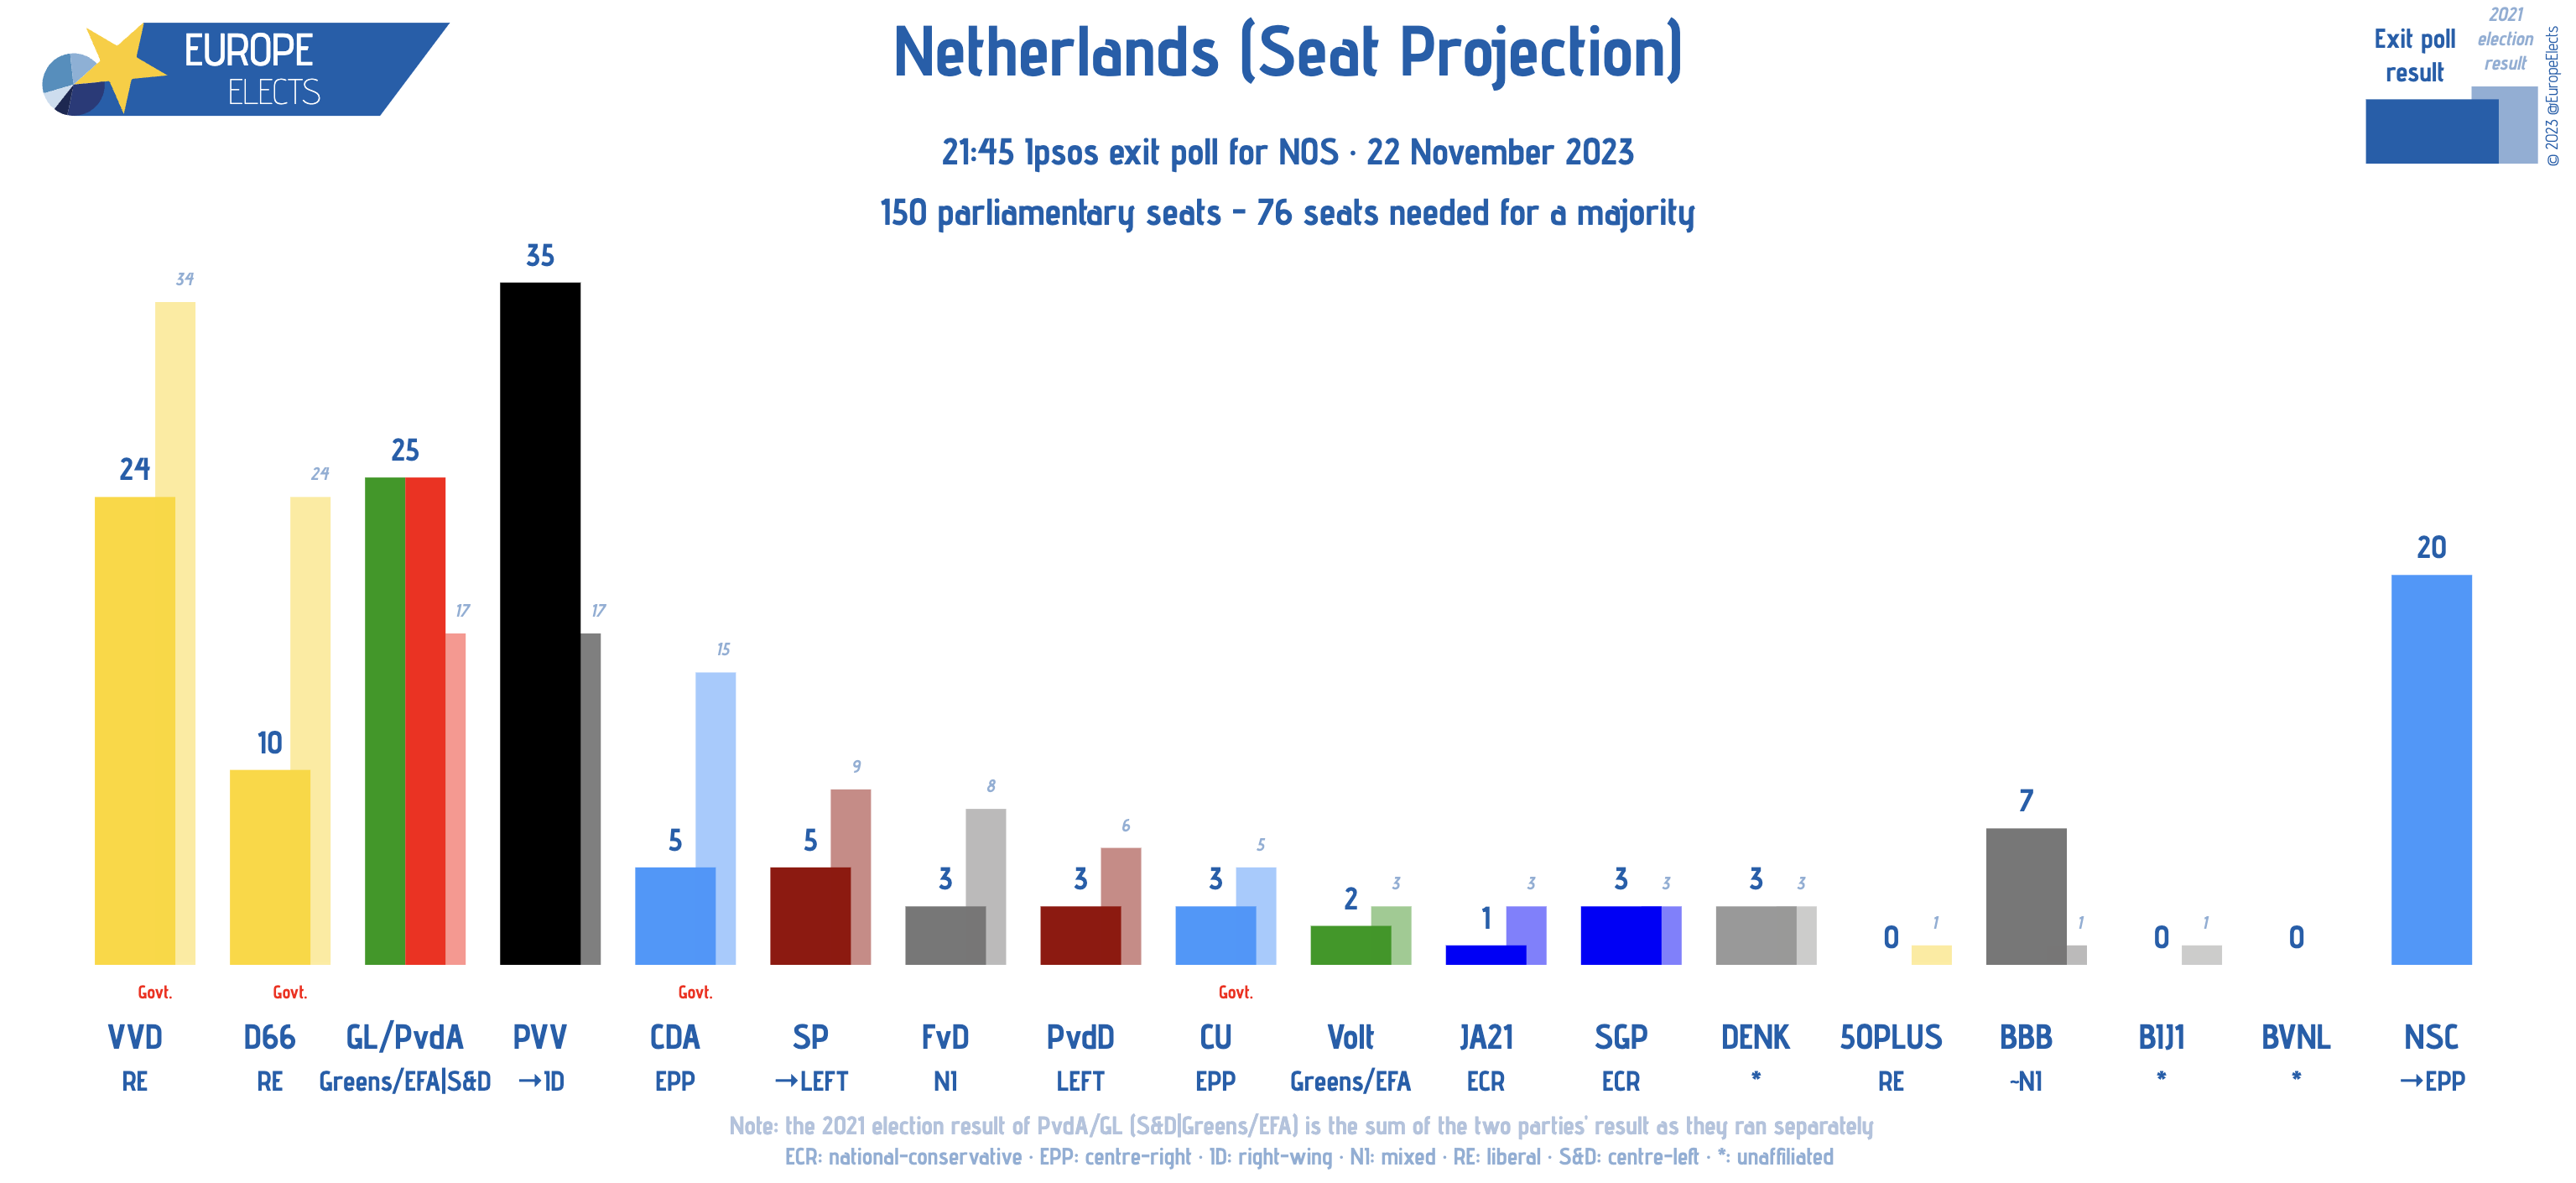 EUROPE
ELECTS
Netherlands (Seat Projection)
21:45 Ipsos exit poll for NOS · 22 November 2023
150 parliamentary seats - 76 seats needed for a majority
Exit poll
result
2021
election
result
© 2023 @EuropeElects
24 34
10 24
25 17
35 17
5 15
5 9
3 8
3 6
3 5
2 3
1 3
3 3
3 3
0 1
7 1
0 1
0
20
Govt. Govt. Govt. Govt.
VVD D66 GL/PvdA PVV CDA SP FvD PvdD CU Volt JA21 SGP DENK 50PLUS BBB BIJ1 BVNL NSC
RE RE Greens/EFA|S&D →ID EPP →LEFT NI LEFT EPP Greens/EFA ECR ECR * RE ~NI * * →EPP
Note: the 2021 election result of PvdA/GL (S&D|Greens/EFA) is the sum of the two parties' result as they ran separately
ECR: national-conservative · EPP: centre-right · ID: right-wing · NI: mixed · RE: liberal · S&D: centre-left · *: unaffiliated